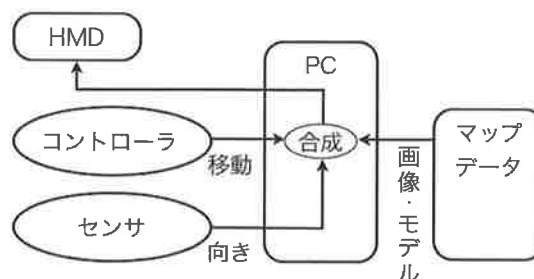 HMD
PC
コントローラ
移動
合成
マップ
データ
画像・モデル
センサ
向き